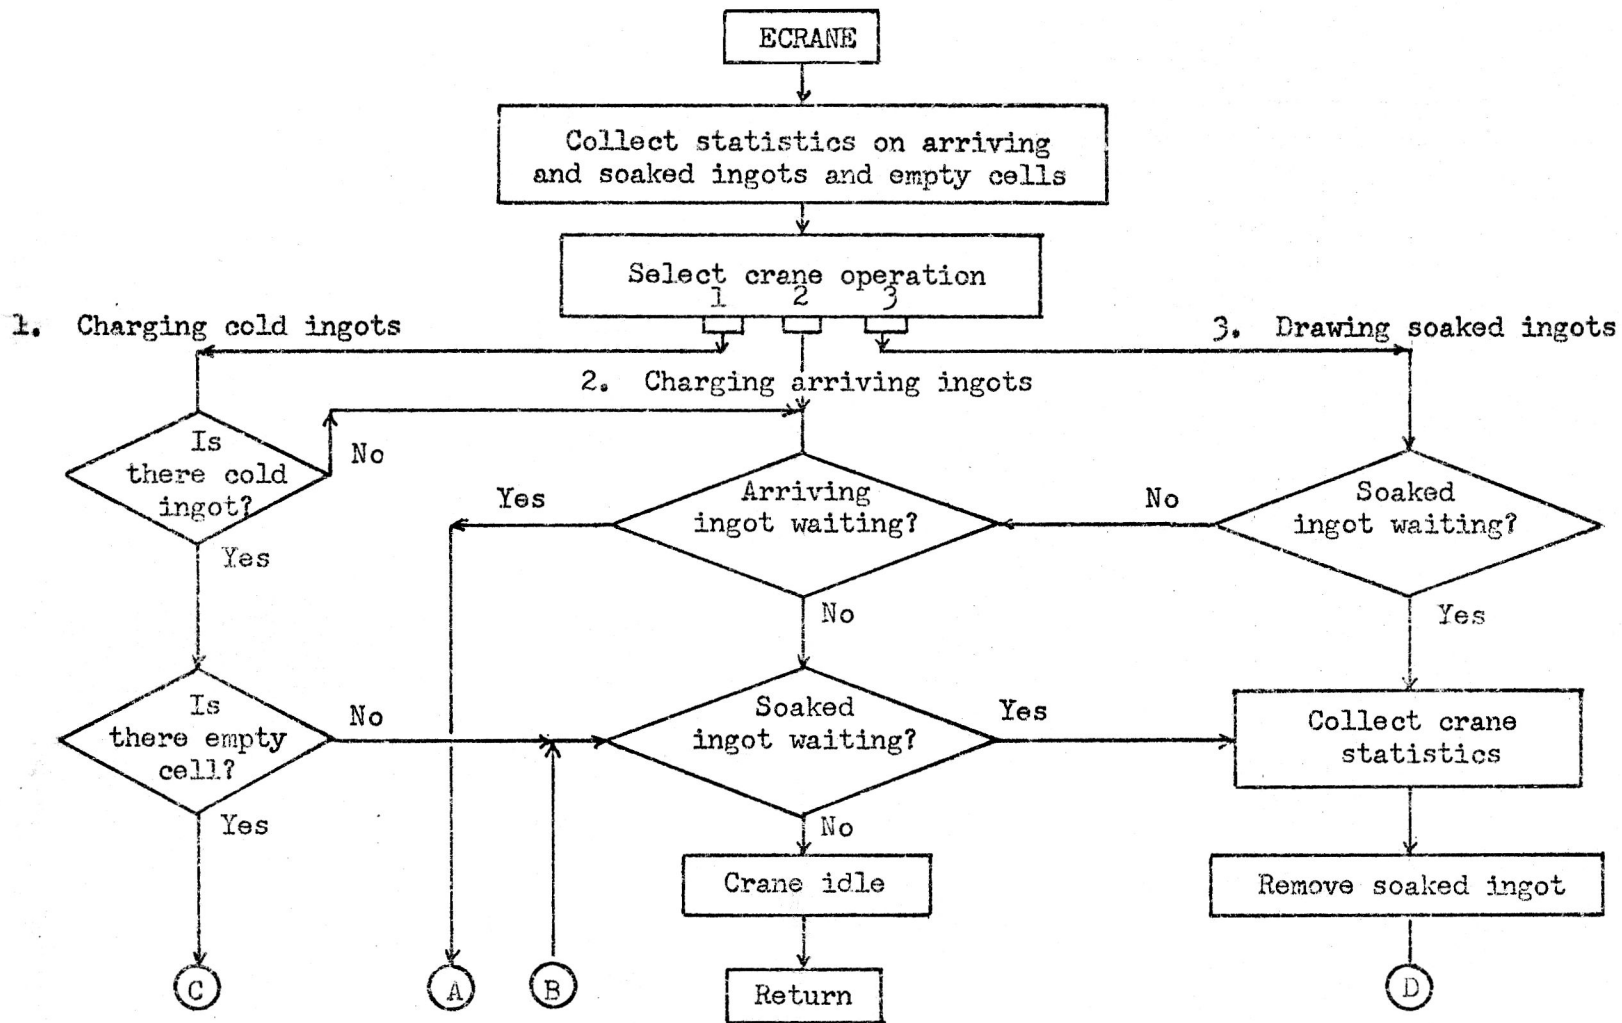 ECRANE
Collect statistics on arriving
and soaked ingots and empty cells
Select crane operation
1 2 3
1. Charging cold ingots
3. Drawing soaked ingots
2. Charging arriving ingots
Is
there cold
ingot?
No
Yes
Arriving
ingot waiting?
Yes
No
No
Soaked
ingot waiting?
Yes
Is
there empty
cell?
No
Yes
Soaked
ingot waiting?
Yes
No
Collect crane
statistics
Crane idle
Remove soaked ingot
C
A
B
Return
D